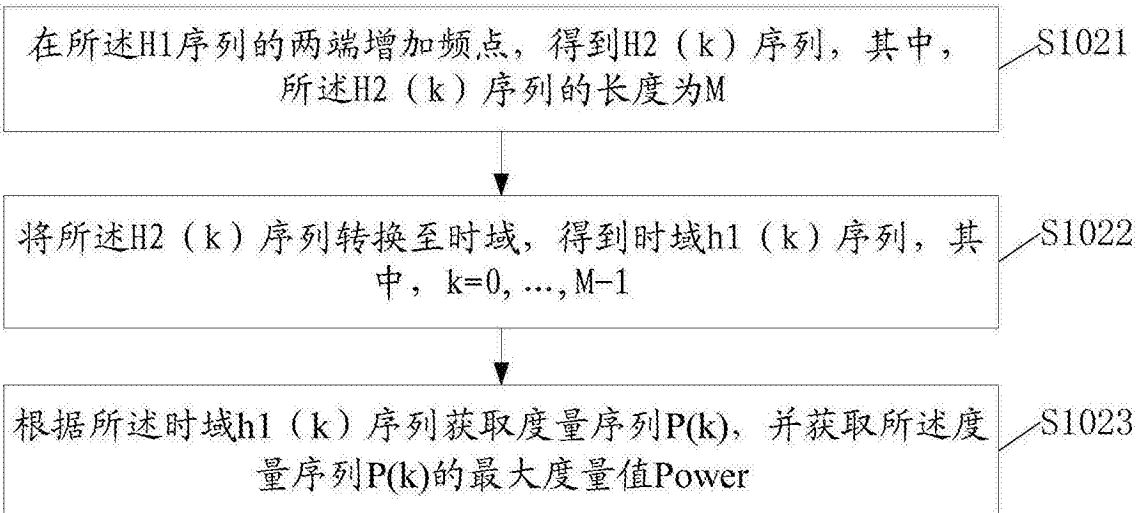 在所述H1序列的两端增加频点，得到H2（k）序列，其中，
所述H2（k）序列的长度为M
S1021
将所述H2（k）序列转换至时域，得到时域h1（k）序列，其
中，k=0,…,M-1
S1022
根据所述时域h1（k）序列获取度量序列P(k)，并获取所述度
量序列P(k)的最大度量值Power
S1023